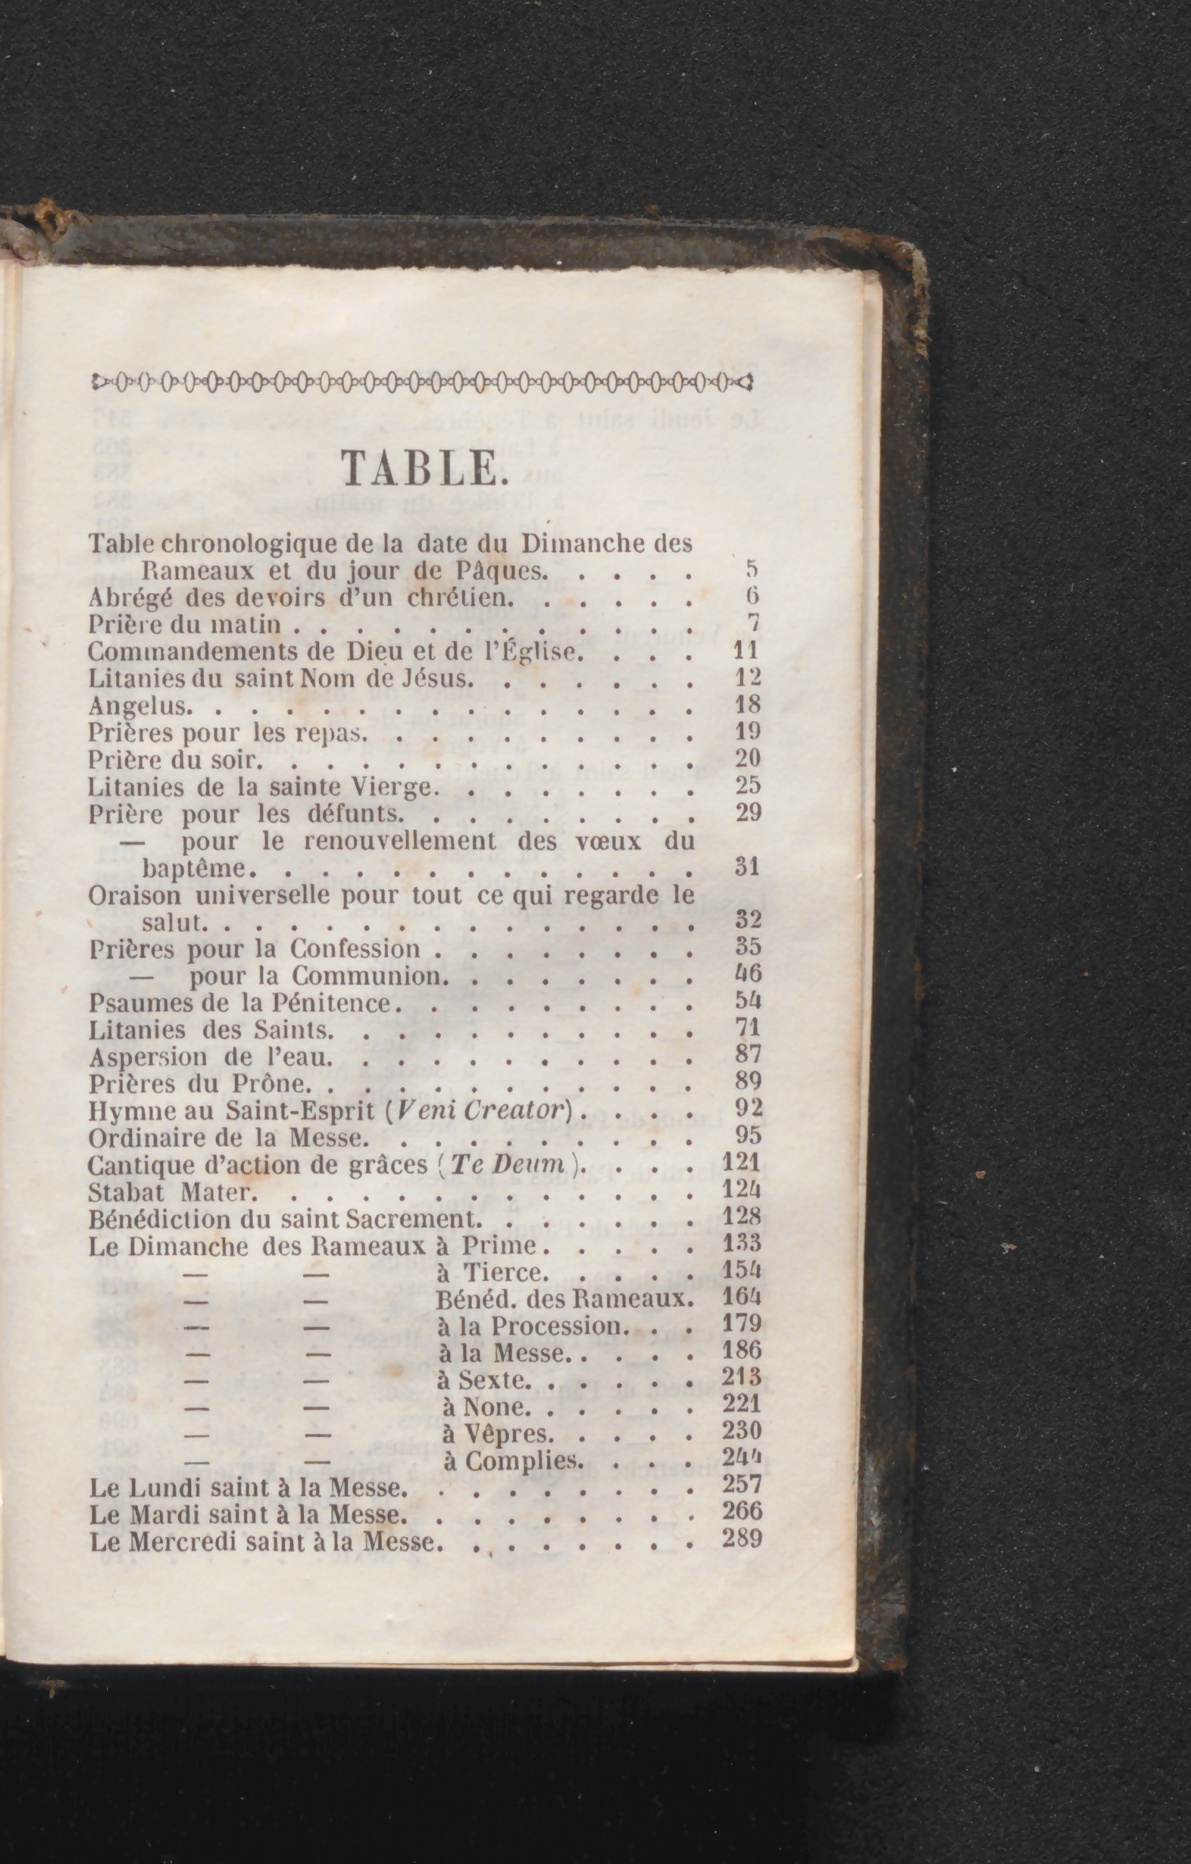 TABLE.
Table chronologique de la date du Dimanche des
Rameaux et du jour de Pâques. . . . . 5
Abrégé des devoirs d'un chrétien. . . . . . 6
Prière du matin . . . . . . . . . . . . 7
Commandements de Dieu et de l'Église. . . . 11
Litanies du saint Nom de Jésus. . . . . . . 12
Angelus. . . . . . . . . . . . . . . 18
Prières pour les repas. . . . . . . . . . 19
Prière du soir. . . . . . . . . . . . . 20
Litanies de la sainte Vierge. . . . . . . . 25
Prière pour les défunts. . . . . . . . . 29
— pour le renouvellement des vœux du
baptême. . . . . . . . . . . . . 31
Oraison universelle pour tout ce qui regarde le
salut. . . . . . . . . . . . . . . 32
Prières pour la Confession . . . . . . . . 35
— pour la Communion. . . . . . . . 46
Psaumes de la Pénitence. . . . . . . . . 54
Litanies des Saints. . . . . . . . . . . 71
Aspersion de l'eau. . . . . . . . . . . 87
Prières du Prône. . . . . . . . . . . . 89
Hymne au Saint-Esprit (Veni Creator). . . . 92
Ordinaire de la Messe. . . . . . . . . . 95
Cantique d'action de grâces (Te Deum). . . . 121
Stabat Mater. . . . . . . . . . . . . 124
Bénédiction du saint Sacrement. . . . . . . 128
Le Dimanche des Rameaux à Prime. . . . . 133
— — à Tierce. . . . . 154
— — Bénéd. des Rameaux. 164
— — à la Procession. . . 179
— — à la Messe. . . . . 186
— — à Sexte. . . . . . 213
— — à None. . . . . . 221
— — à Vêpres. . . . . 230
— — à Complies. . . . 244
Le Lundi saint à la Messe. . . . . . . . . 257
Le Mardi saint à la Messe. . . . . . . . . 266
Le Mercredi saint à la Messe. . . . . . . . 289